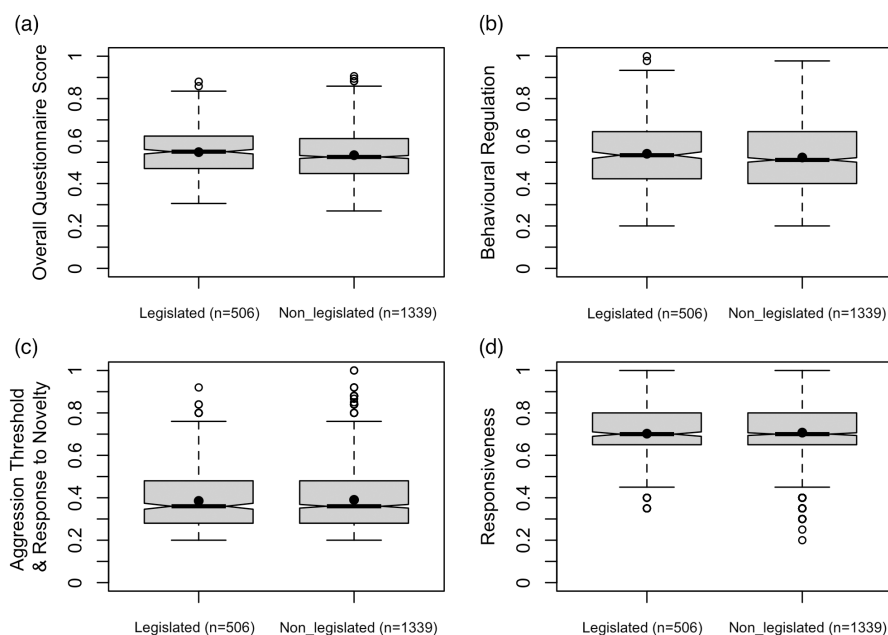 (a)
Overall Questionnaire Score
0
0.2
0.4
0.6
0.8
1
Legislated (n=506)
Non_legislated (n=1339)
(b)
Behavioural Regulation
0
0.2
0.4
0.6
0.8
1
Legislated (n=506)
Non_legislated (n=1339)
(c)
Aggression Threshold
& Response to Novelty
0
0.2
0.4
0.6
0.8
1
Legislated (n=506)
Non_legislated (n=1339)
(d)
Responsiveness
0
0.2
0.4
0.6
0.8
1
Legislated (n=506)
Non_legislated (n=1339)